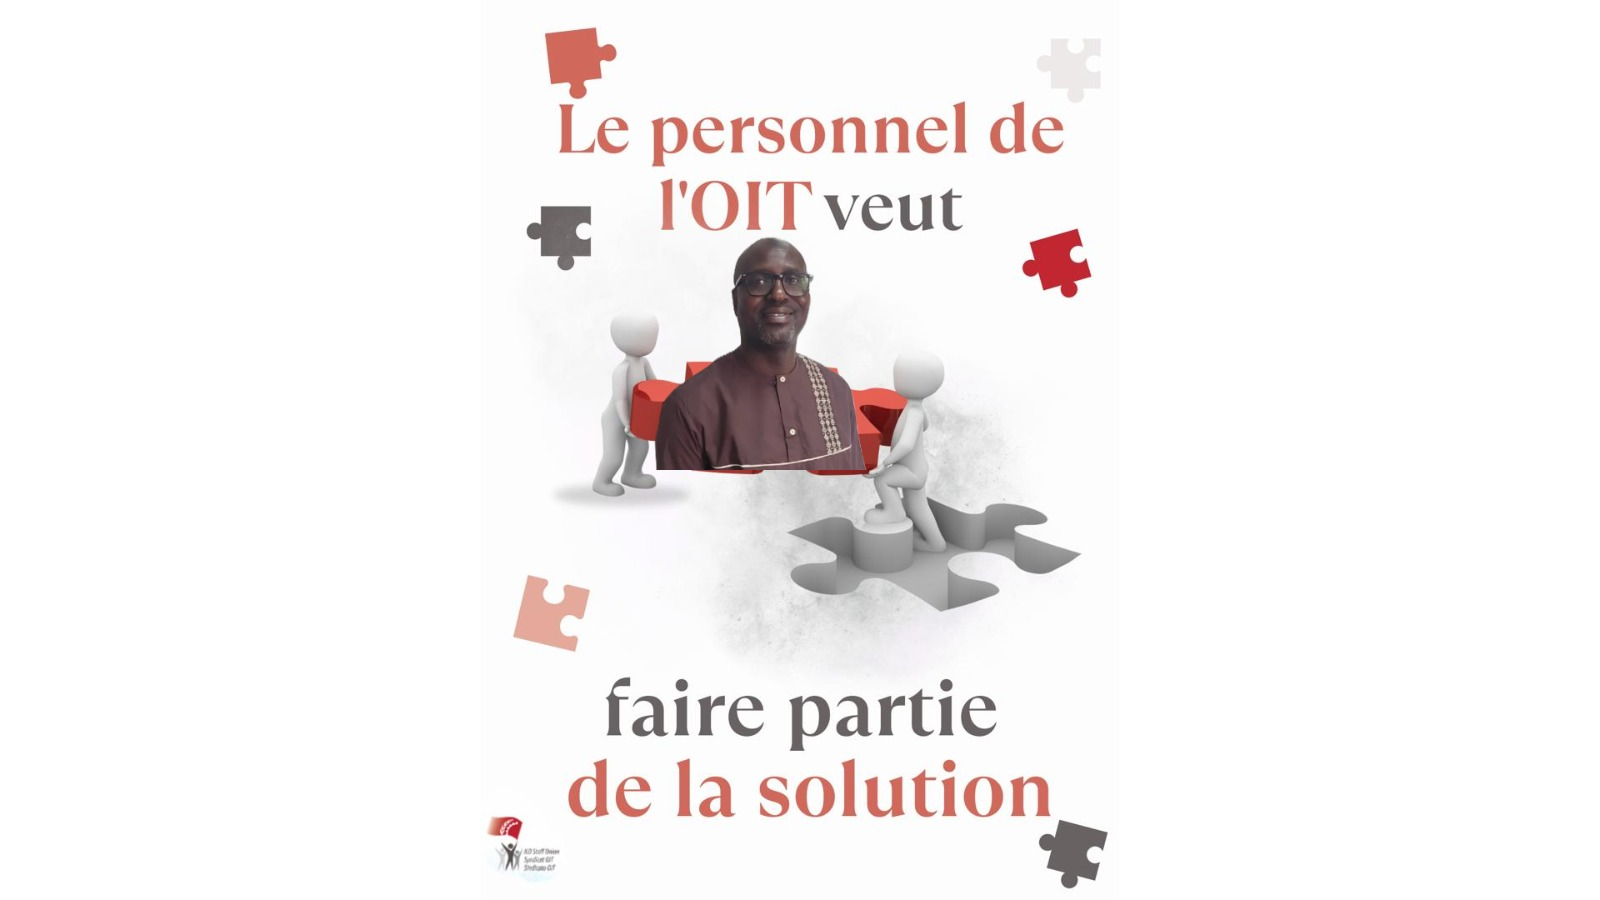 Le personnel de
l'OIT veut
faire partie
de la solution
ILO Staff Union
Syndicat OIT
Sindicato OIT